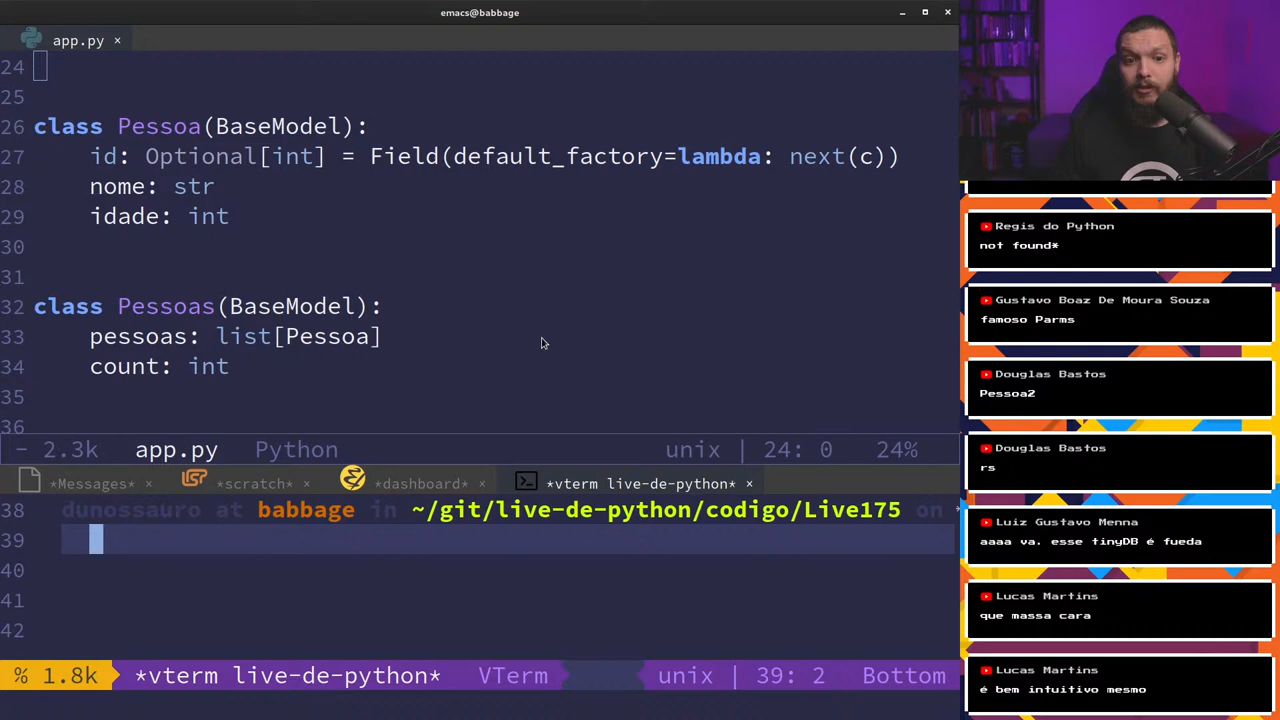 emacs@babbage
app.py ×
24
25
26 class Pessoa(BaseModel):
27 id: Optional[int] = Field(default_factory=lambda: next(c))
28 nome: str
29 idade: int
30
31
32 class Pessoas(BaseModel):
33 pessoas: list[Pessoa]
34 count: int
35
36
- 2.3k app.py Python unix | 24: 0 24%
*Messages* × *scratch* × *dashboard* × *vterm live-de-python* ×
38 dunossauro at babbage in ~/git/live-de-python/codigo/Live175 on
39
40
41
42
% 1.8k *vterm live-de-python* VTerm unix | 39: 2 Bottom
Regis do Python
not found*
Gustavo Boaz De Moura Souza
famoso Parms
Douglas Bastos
Pessoa2
Douglas Bastos
rs
Luiz Gustavo Menna
aaaa va. esse tinyDB é fueda
Lucas Martins
que massa cara
Lucas Martins
é bem intuitivo mesmo